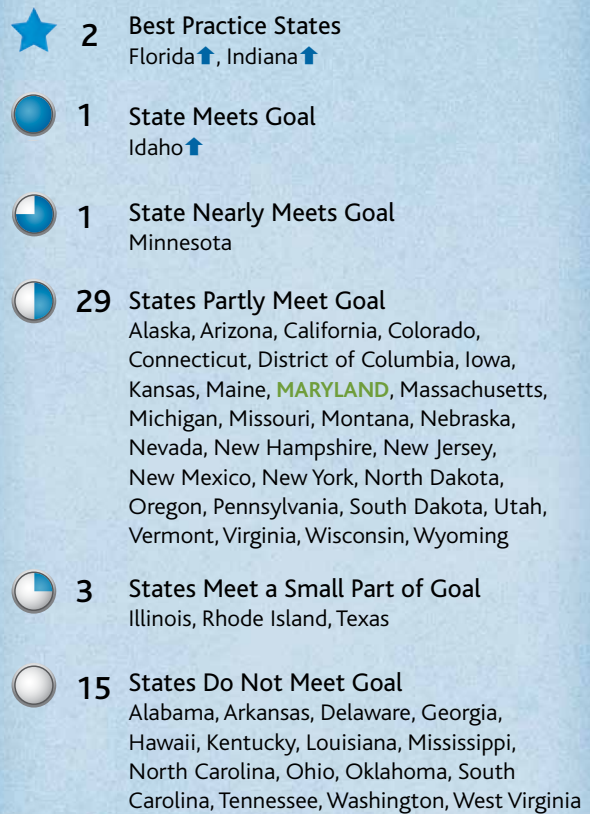 2 Best Practice States
Florida⬆, Indiana⬆
1 State Meets Goal
Idaho⬆
1 State Nearly Meets Goal
Minnesota
29 States Partly Meet Goal
Alaska, Arizona, California, Colorado,
Connecticut, District of Columbia, Iowa,
Kansas, Maine, MARYLAND, Massachusetts,
Michigan, Missouri, Montana, Nebraska,
Nevada, New Hampshire, New Jersey,
New Mexico, New York, North Dakota,
Oregon, Pennsylvania, South Dakota, Utah,
Vermont, Virginia, Wisconsin, Wyoming
3 States Meet a Small Part of Goal
Illinois, Rhode Island, Texas
15 States Do Not Meet Goal
Alabama, Arkansas, Delaware, Georgia,
Hawaii, Kentucky, Louisiana, Mississippi,
North Carolina, Ohio, Oklahoma, South
Carolina, Tennessee, Washington, West Virginia